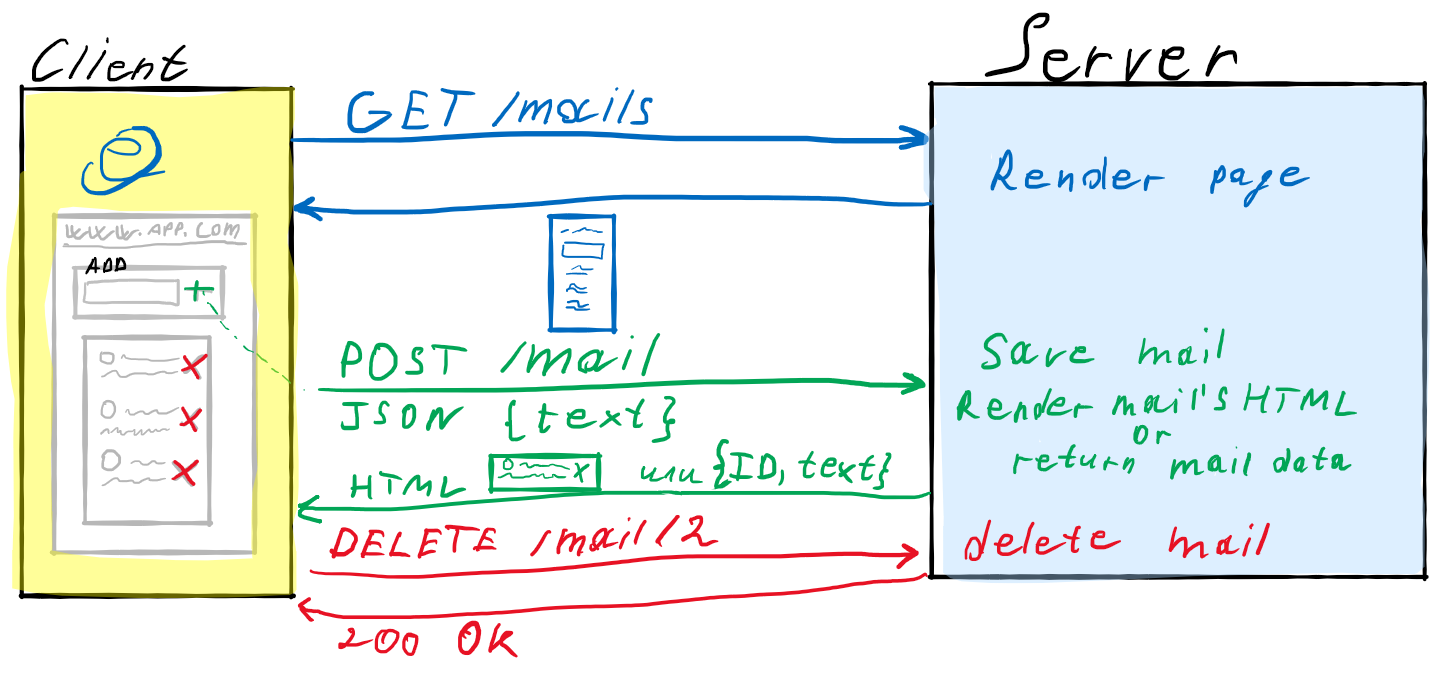 Client
Server
GET /mails
Render page
www.APP.COM
ADD
+
POST /mail
JSON {text}
Save mail
Render mail's HTML
or
return mail data
HTML
x
или {ID, text}
DELETE /mail/2
delete mail
200 OK